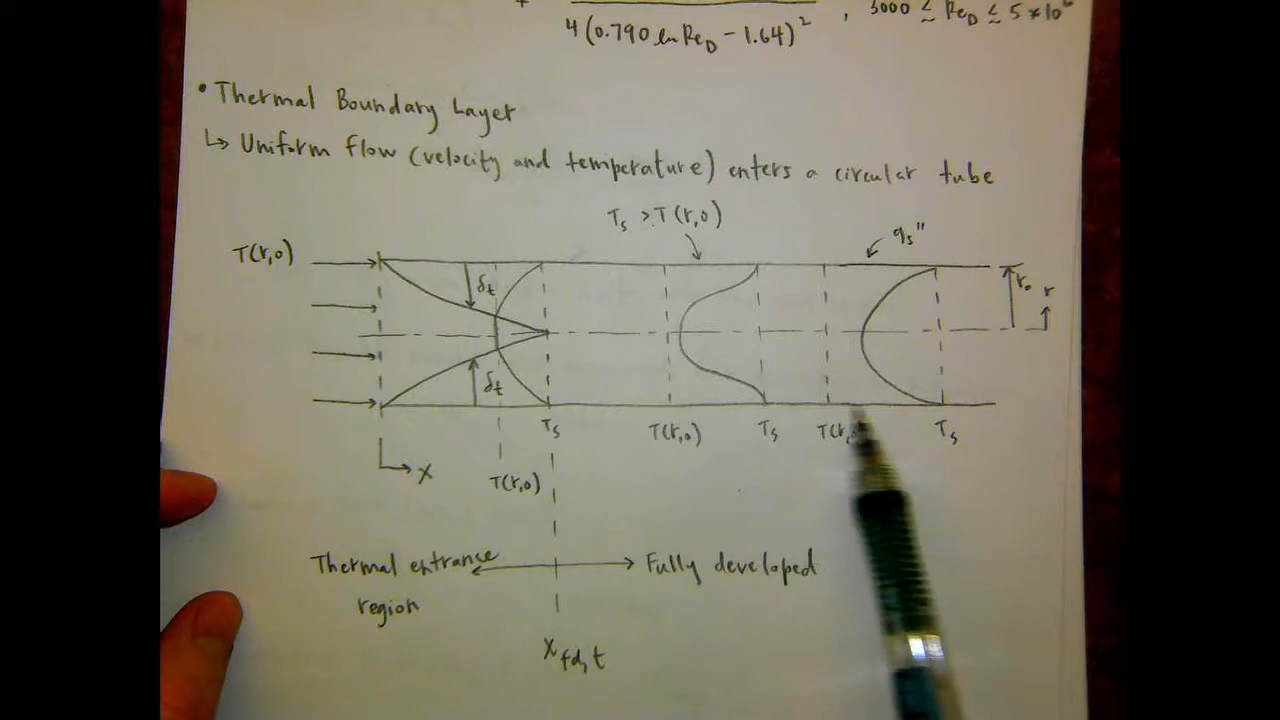 4(0.790 ln Re_D - 1.64)² , 3000 ≲ Re_D ≲ 5*10⁶
• Thermal Boundary Layer
↳ Uniform flow (velocity and temperature) enters a circular tube
T_s > T(r,0)
q_s"
T(r,0)
δ_t
r_o
r
δ_t
T_s
T(r,0) T_s T(r,0) T_s
x
T(r,0)
Thermal entrance Fully developed
region
x_fd,t